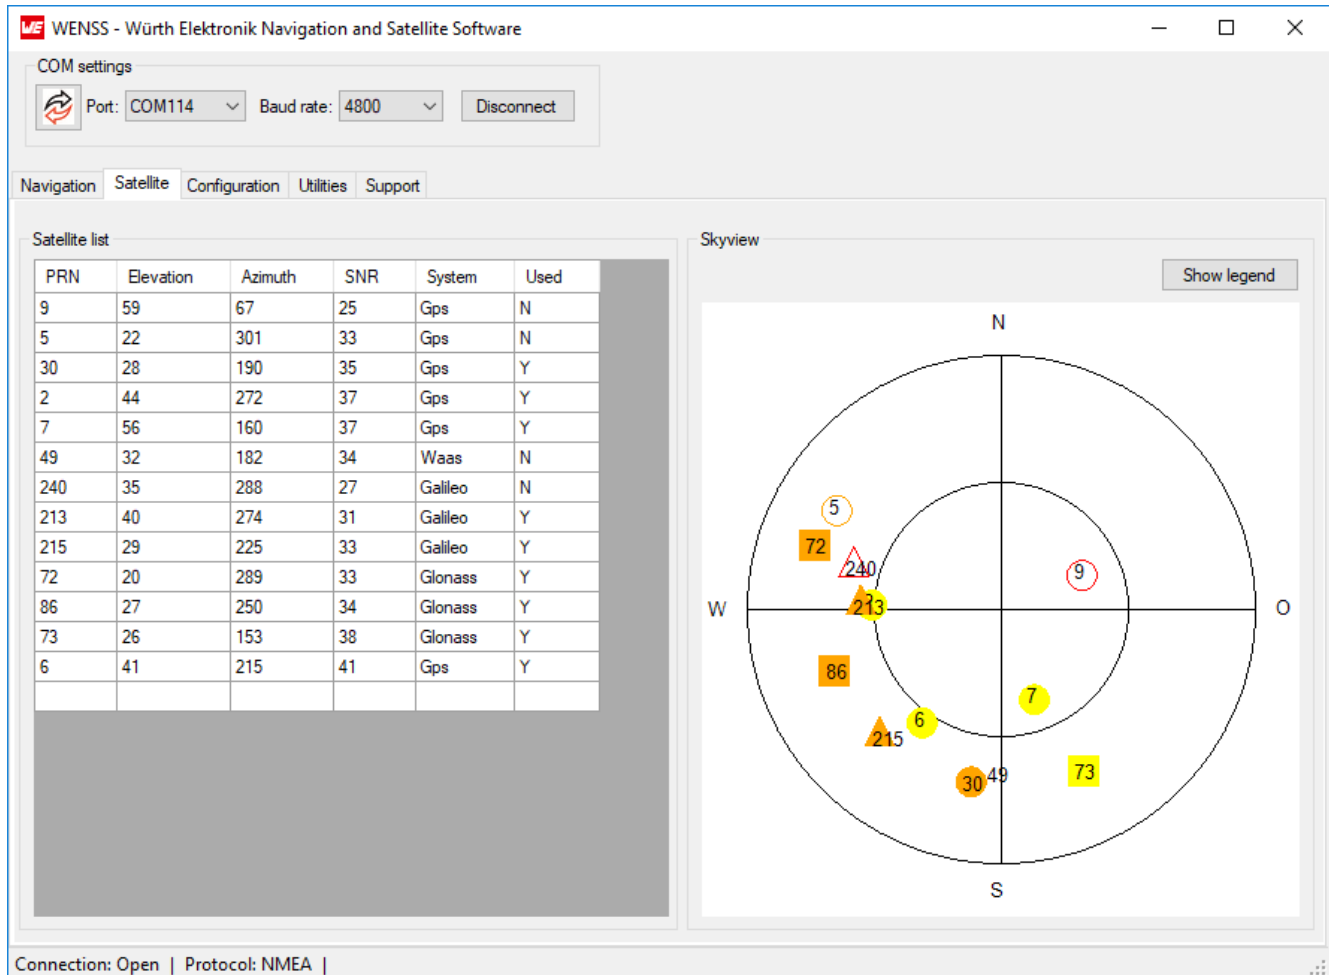 WE WENSS - Würth Elektronik Navigation and Satellite Software
COM settings
Port: COM114 Baud rate: 4800 Disconnect
Navigation Satellite Configuration Utilities Support
Satellite list
PRN Elevation Azimuth SNR System Used
9 59 67 25 Gps N
5 22 301 33 Gps N
30 28 190 35 Gps Y
2 44 272 37 Gps Y
7 56 160 37 Gps Y
49 32 182 34 Waas N
240 35 288 27 Galileo N
213 40 274 31 Galileo Y
215 29 225 33 Galileo Y
72 20 289 33 Glonass Y
86 27 250 34 Glonass Y
73 26 153 38 Glonass Y
6 41 215 41 Gps Y
Skyview
Show legend
N
5
72
240
9
W
213
O
86
7
6
215
73
30
49
S
Connection: Open | Protocol: NMEA |